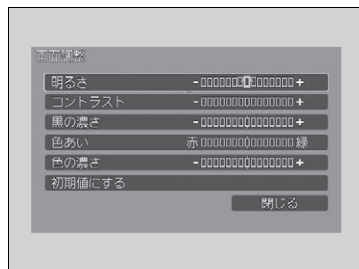 画面調整
明るさ - +
コントラスト - +
黒の濃さ - +
色あい 赤 緑
色の濃さ - +
初期値にする
閉じる